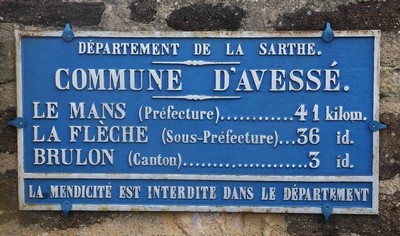 DÉPARTEMENT DE LA SARTHE.
COMMUNE D'AVESSÉ.
LE MANS (Préfecture)............41 kilom.
LA FLÈCHE (Sous-Préfecture)...36 id.
BRULON (Canton)......................3 id.
LA MENDICITÉ EST INTERDITE DANS LE DÉPARTEMENT